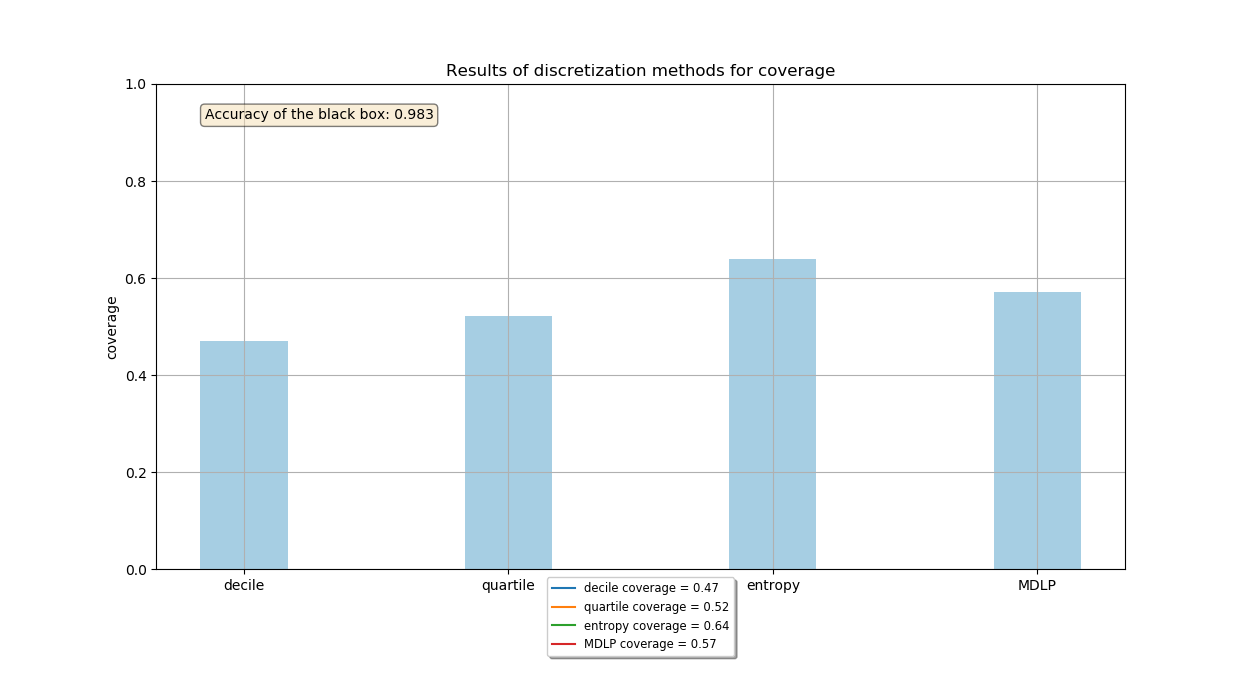 Results of discretization methods for coverage
1.0
Accuracy of the black box: 0.983
0.8
0.6
coverage
0.4
0.2
0.0
decile quartile entropy MDLP
decile coverage = 0.47
quartile coverage = 0.52
entropy coverage = 0.64
MDLP coverage = 0.57